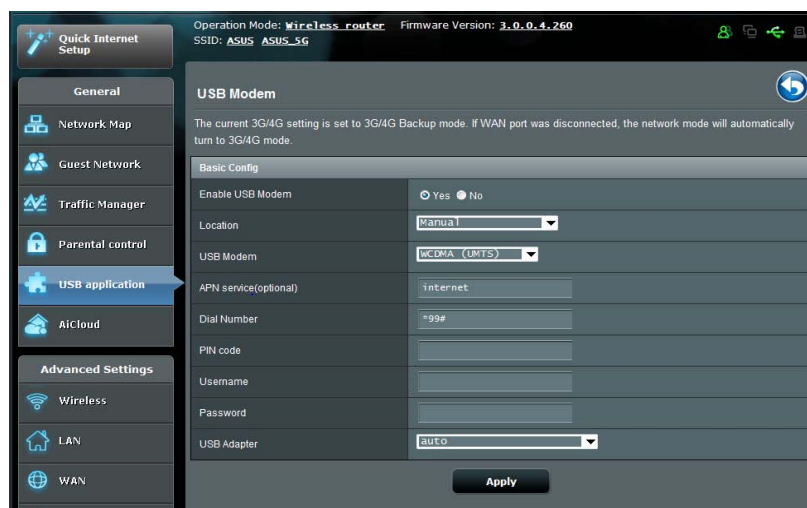 Quick Internet
Setup
Operation Mode: Wireless router Firmware Version: 3.0.0.4.260
SSID: ASUS ASUS_5G
General
Network Map
Guest Network
Traffic Manager
Parental control
USB application
AiCloud
Advanced Settings
Wireless
LAN
WAN
USB Modem
The current 3G/4G setting is set to 3G/4G Backup mode. If WAN port was disconnected, the network mode will automatically
turn to 3G/4G mode.
Basic Config
Enable USB Modem Yes No
Location Manual
USB Modem WCDMA (UMTS)
APN service(optional) internet
Dial Number *99#
PIN code
Username
Password
USB Adapter auto
Apply